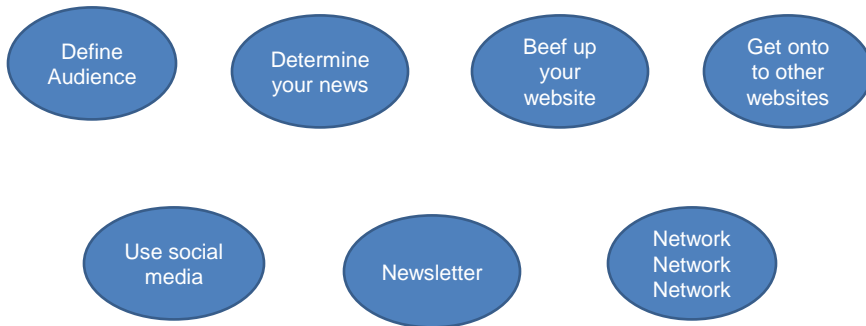 Define
Audience
Determine
your news
Beef up
your
website
Get onto
to other
websites
Use social
media
Newsletter
Network
Network
Network